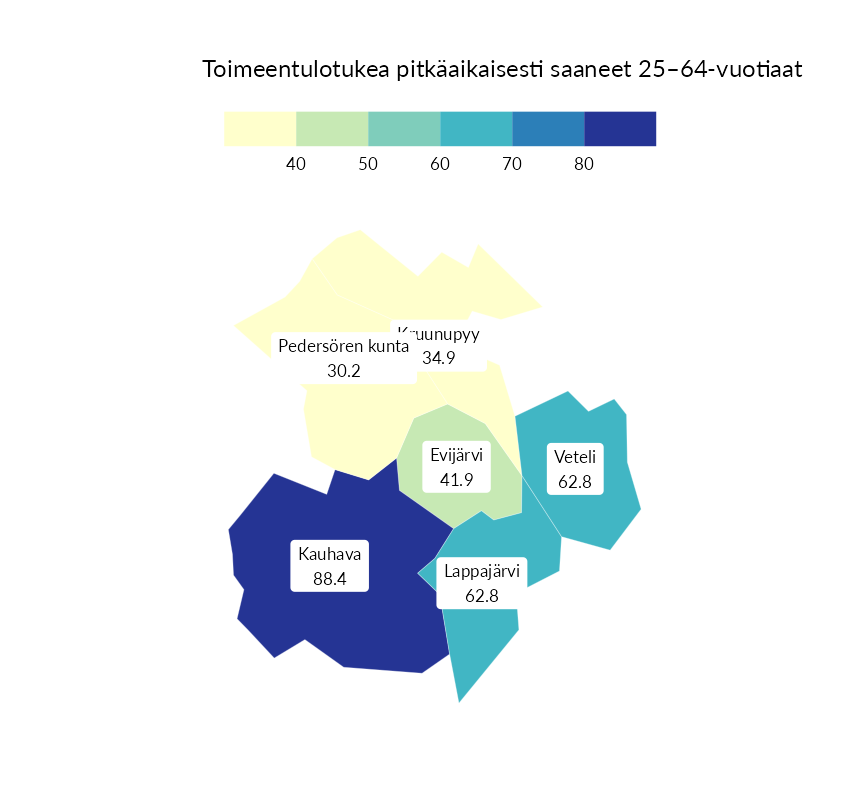 Toimeentulotukea pitkäaikaisesti saaneet 25–64-vuotiaat
40 50 60 70 80
Kruunupyy
34.9
Pedersören kunta
30.2
Evijärvi
41.9
Veteli
62.8
Kauhava
88.4
Lappajärvi
62.8